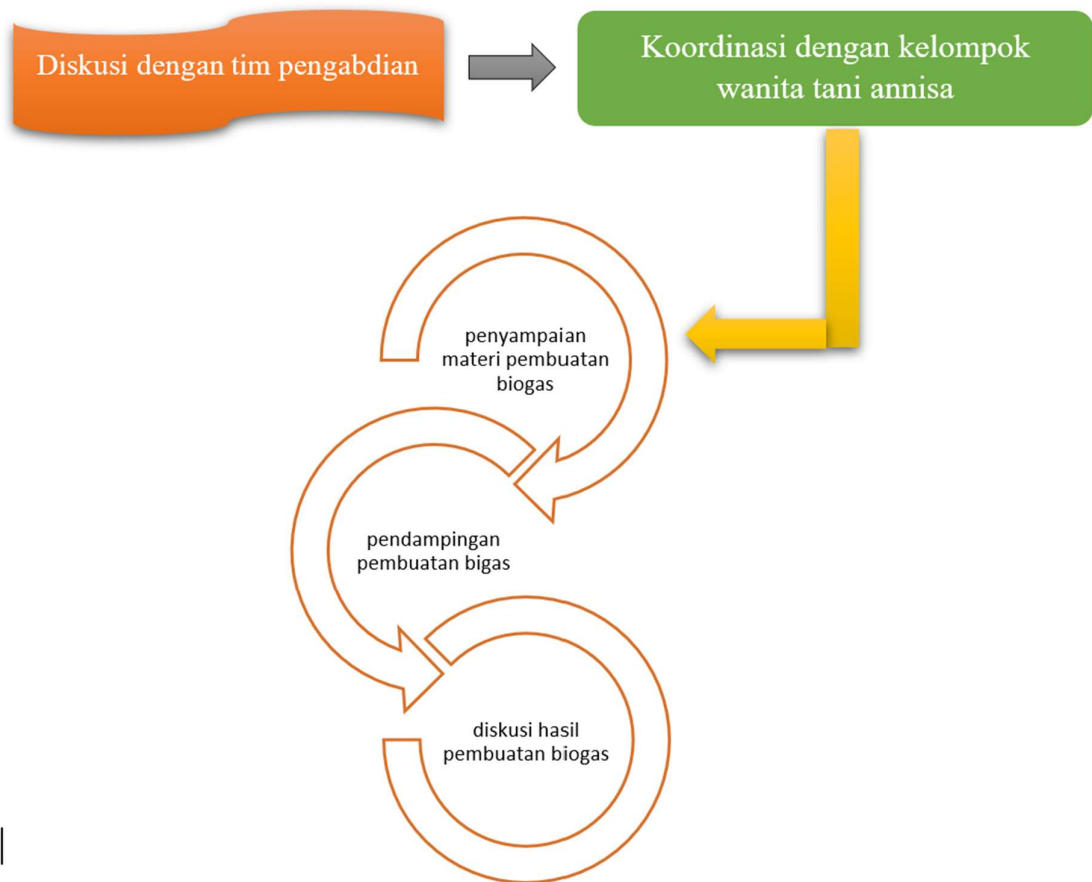 Diskusi dengan tim pengabdian
Koordinasi dengan kelompok
wanita tani annisa
penyampaian
materi pembuatan
biogas
pendampingan
pembuatan bigas
diskusi hasil
pembuatan biogas